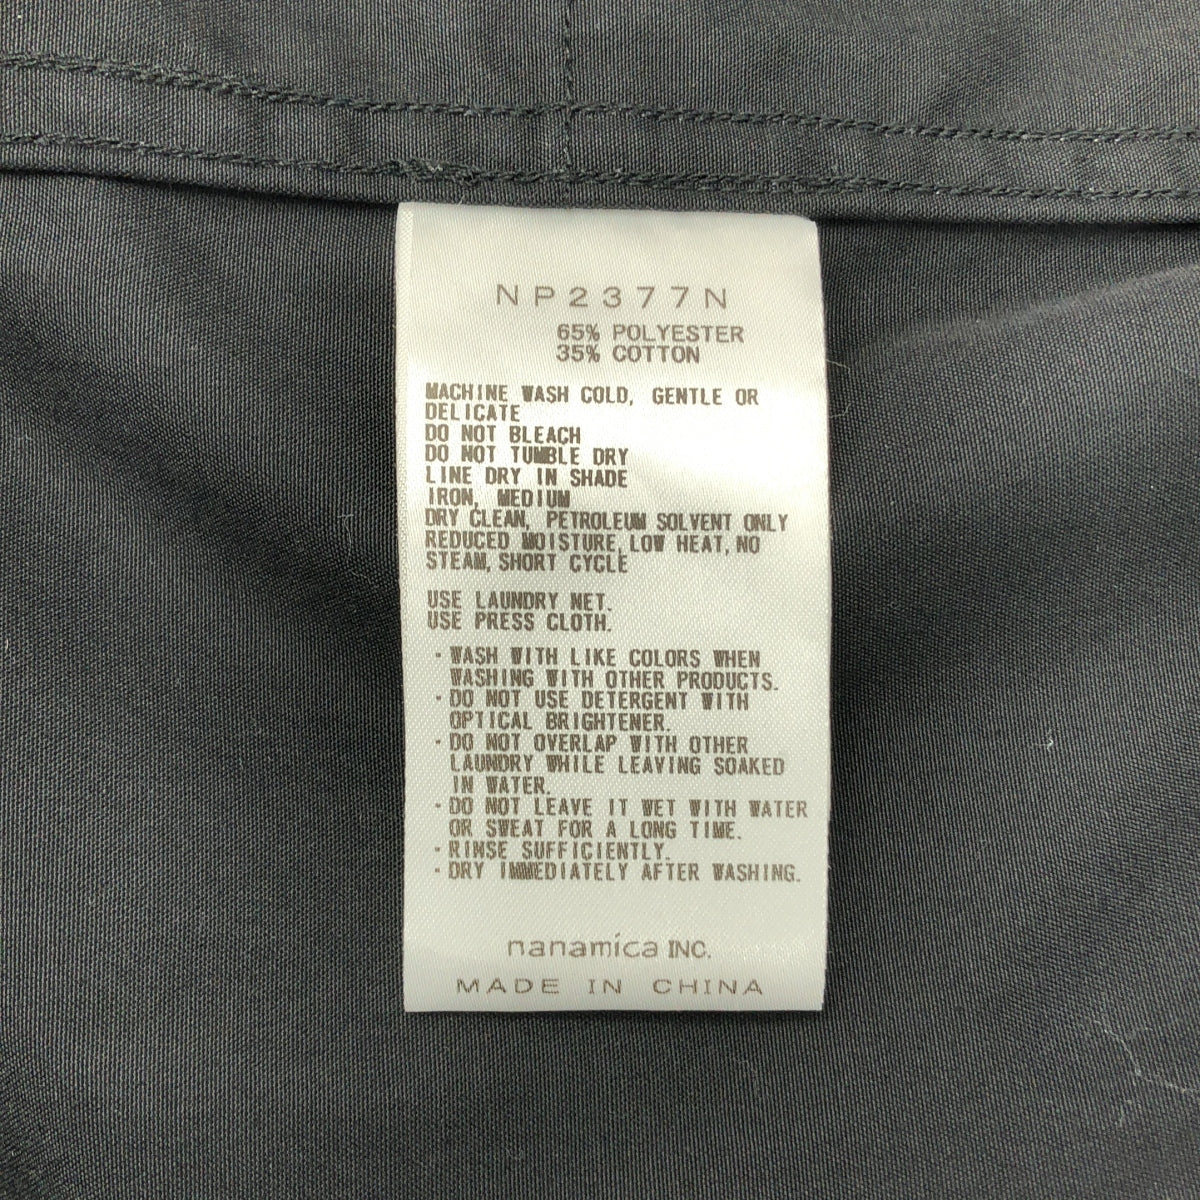 NP2377N
65% POLYESTER
35% COTTON
MACHINE WASH COLD, GENTLE OR
DELICATE
DO NOT BLEACH
DO NOT TUMBLE DRY
LINE DRY IN SHADE
IRON, MEDIUM
DRY CLEAN, PETROLEUM SOLVENT ONLY
REDUCED MOISTURE, LOW HEAT, NO
STEAM, SHORT CYCLE
USE LAUNDRY NET.
USE PRESS CLOTH.
・WASH WITH LIKE COLORS WHEN
WASHING WITH OTHER PRODUCTS.
・DO NOT USE DETERGENT WITH
OPTICAL BRIGHTENER.
・DO NOT OVERLAP WITH OTHER
LAUNDRY WHILE LEAVING SOAKED
IN WATER.
・DO NOT LEAVE IT WET WITH WATER
OR SWEAT FOR A LONG TIME.
・RINSE SUFFICIENTLY.
・DRY IMMEDIATELY AFTER WASHING.
nanamica INC.
MADE IN CHINA